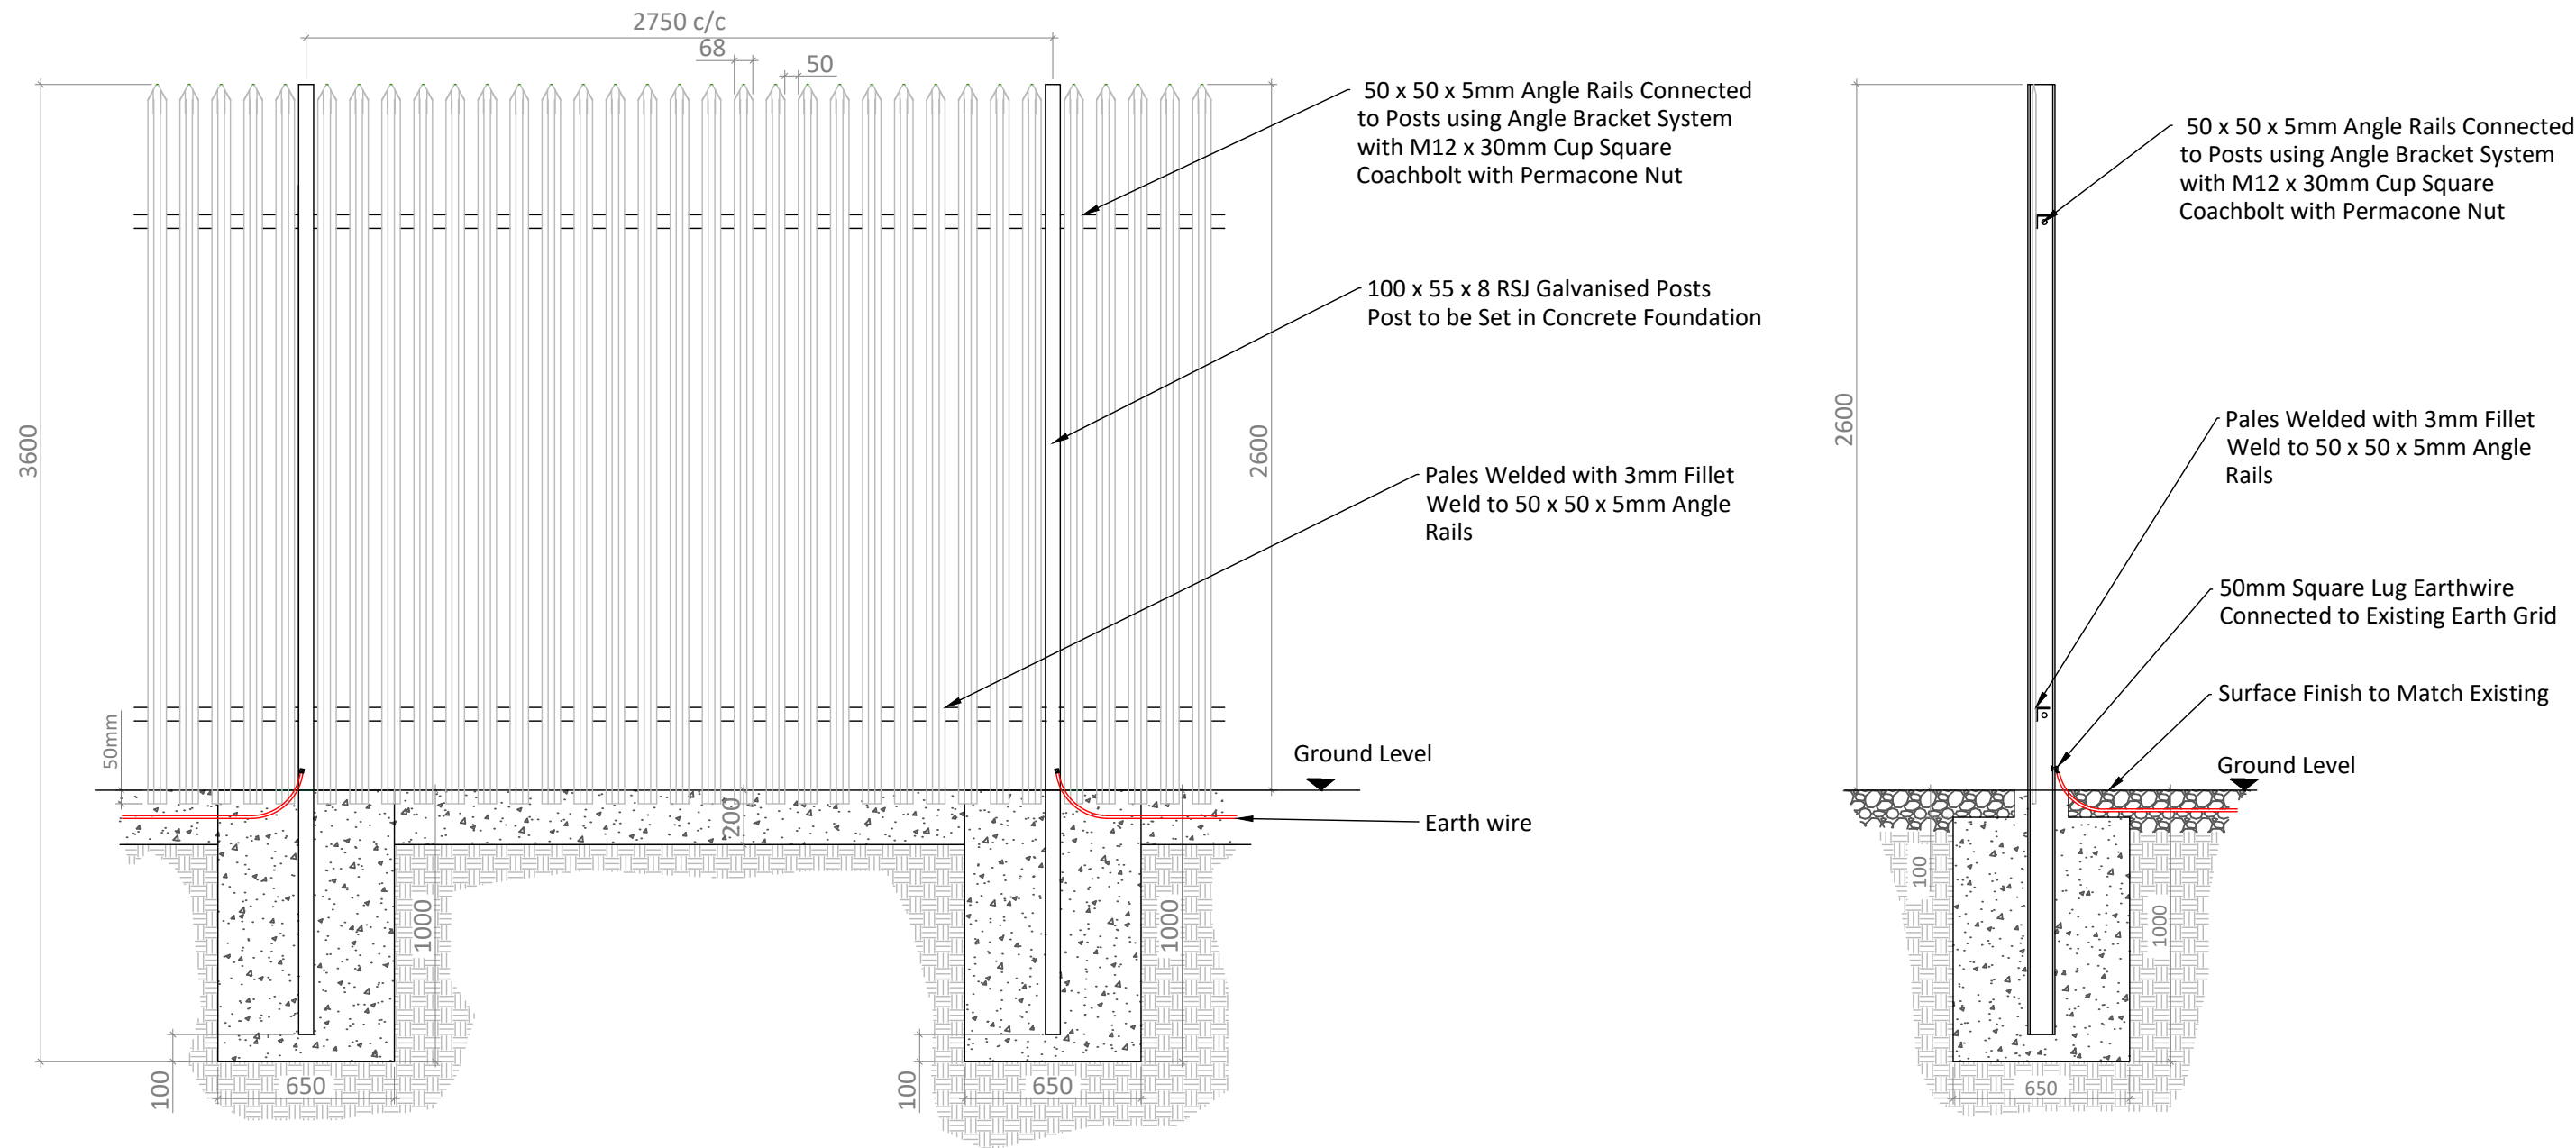 2750 c/c
68
50
50 x 50 x 5mm Angle Rails Connected
to Posts using Angle Bracket System
with M12 x 30mm Cup Square
Coachbolt with Permacone Nut
100 x 55 x 8 RSJ Galvanised Posts
Post to be Set in Concrete Foundation
3600
2600
Pales Welded with 3mm Fillet
Weld to 50 x 50 x 5mm Angle
Rails
50mm
Ground Level
200
Earth wire
1000
1000
100
650
100
650
50 x 50 x 5mm Angle Rails Connected
to Posts using Angle Bracket System
with M12 x 30mm Cup Square
Coachbolt with Permacone Nut
2600
Pales Welded with 3mm Fillet
Weld to 50 x 50 x 5mm Angle
Rails
50mm Square Lug Earthwire
Connected to Existing Earth Grid
Surface Finish to Match Existing
Ground Level
100
1000
650